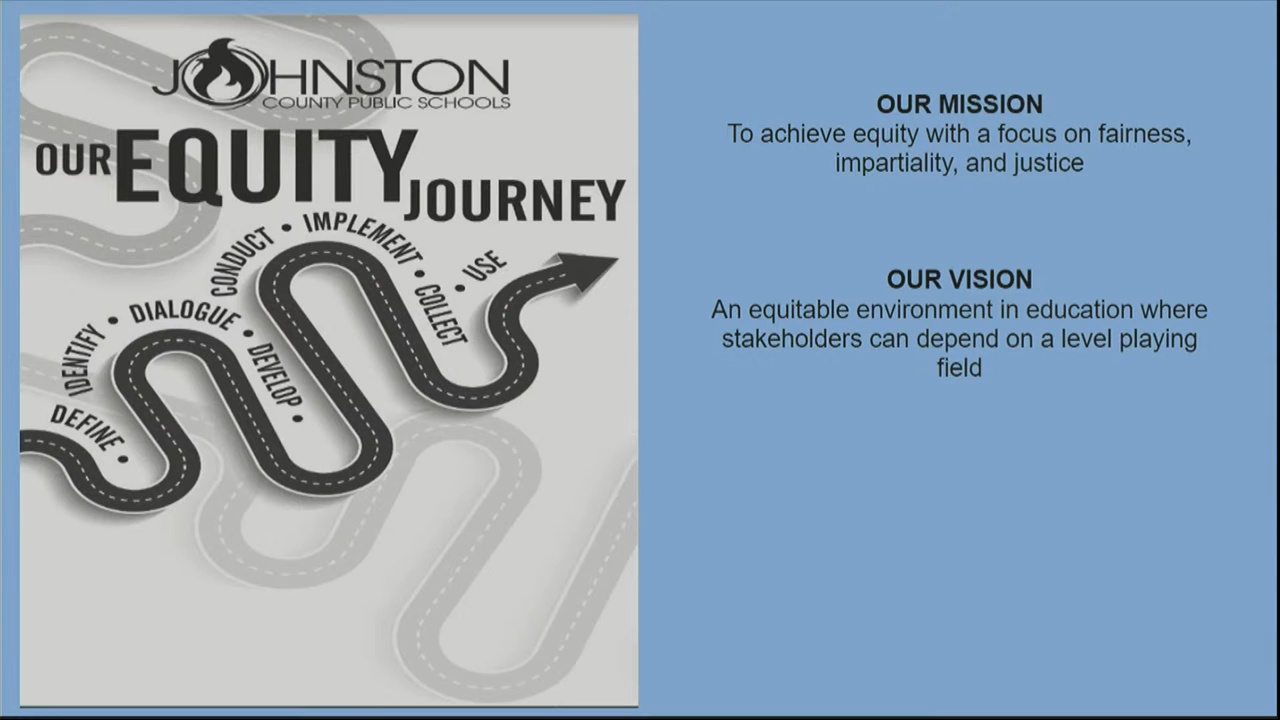 JOHNSTON
COUNTY PUBLIC SCHOOLS
OUR EQUITY JOURNEY
DEFINE • IDENTIFY • DIALOGUE • DEVELOP • CONDUCT • IMPLEMENT • COLLECT • USE
OUR MISSION
To achieve equity with a focus on fairness,
impartiality, and justice
OUR VISION
An equitable environment in education where
stakeholders can depend on a level playing
field